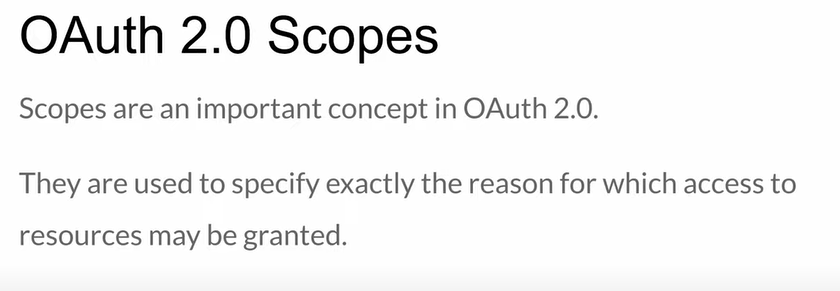 OAuth 2.0 Scopes
Scopes are an important concept in OAuth 2.0.
They are used to specify exactly the reason for which access to
resources may be granted.